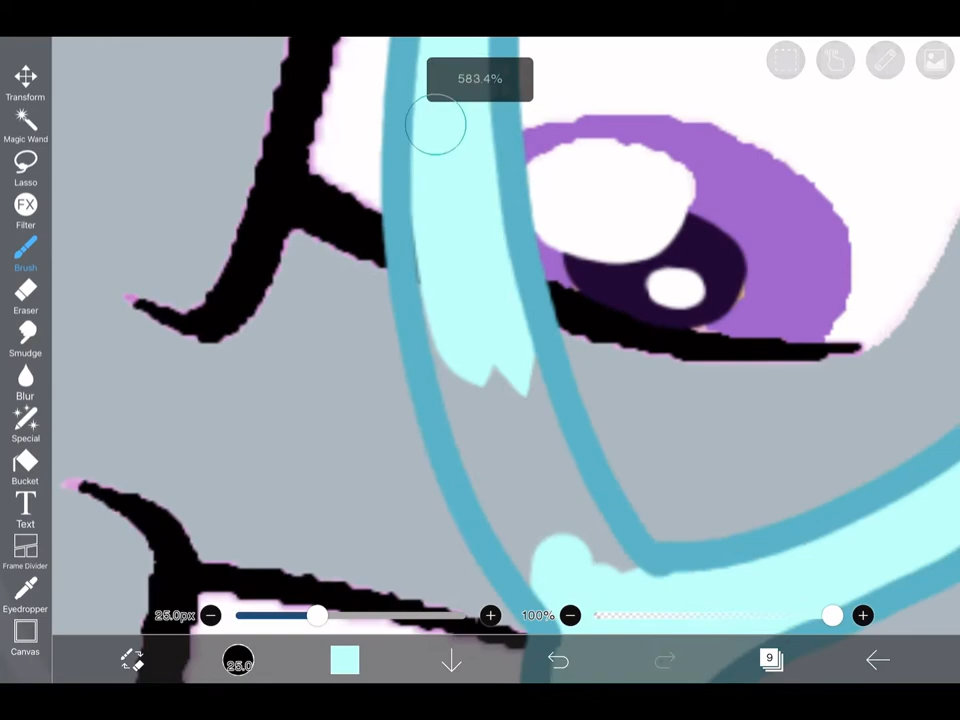 583.4%
Transform
Magic Wand
Lasso
FX
Filter
Brush
Eraser
Smudge
Blur
Special
Bucket
T
Text
Frame Divider
Eyedropper
Canvas
25.0px
100%
25.0
9